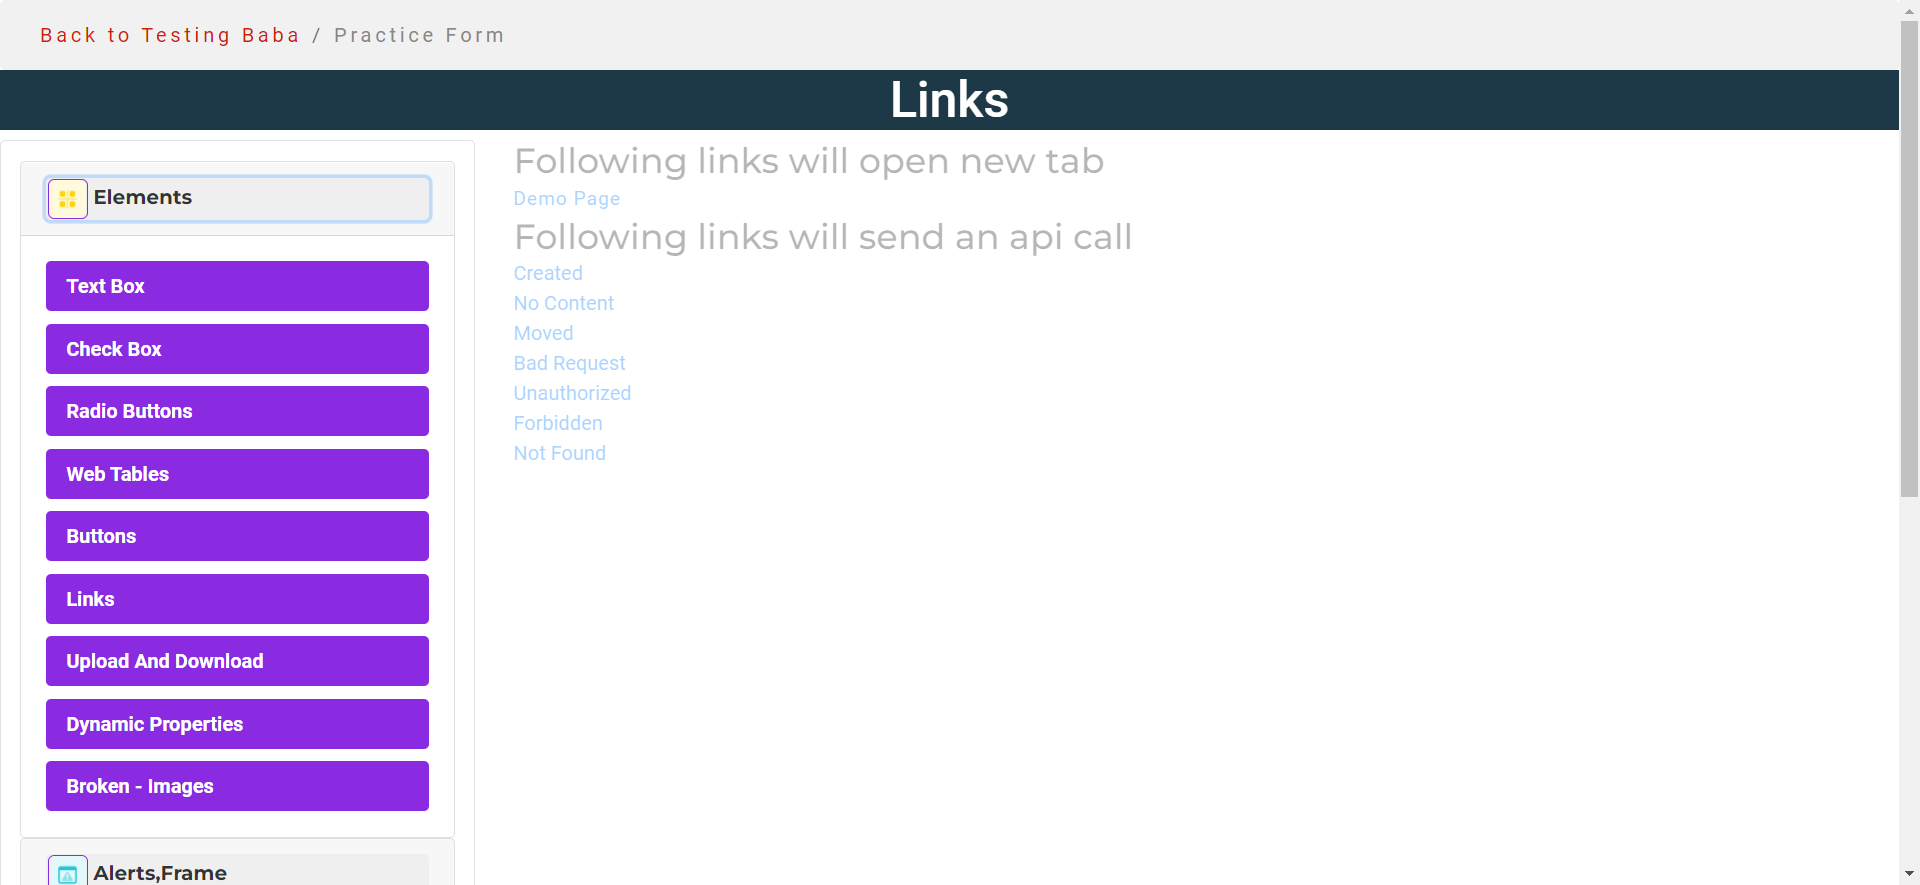 Back to Testing Baba / Practice Form
Links
Elements
Text Box
Check Box
Radio Buttons
Web Tables
Buttons
Links
Upload And Download
Dynamic Properties
Broken - Images
Alerts,Frame
Following links will open new tab
Demo Page
Following links will send an api call
Created
No Content
Moved
Bad Request
Unauthorized
Forbidden
Not Found